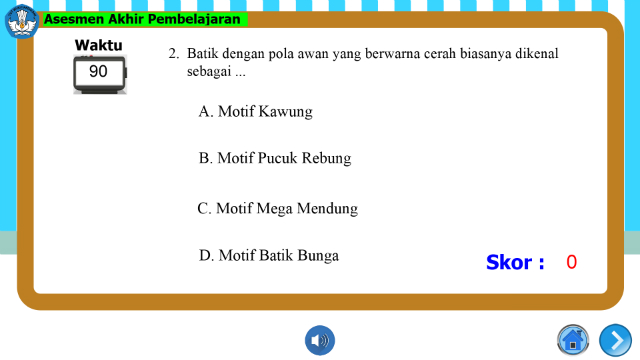 Asesmen Akhir Pembelajaran
Waktu
90
2. Batik dengan pola awan yang berwarna cerah biasanya dikenal
sebagai ...
A. Motif Kawung
B. Motif Pucuk Rebung
C. Motif Mega Mendung
D. Motif Batik Bunga
Skor : 0